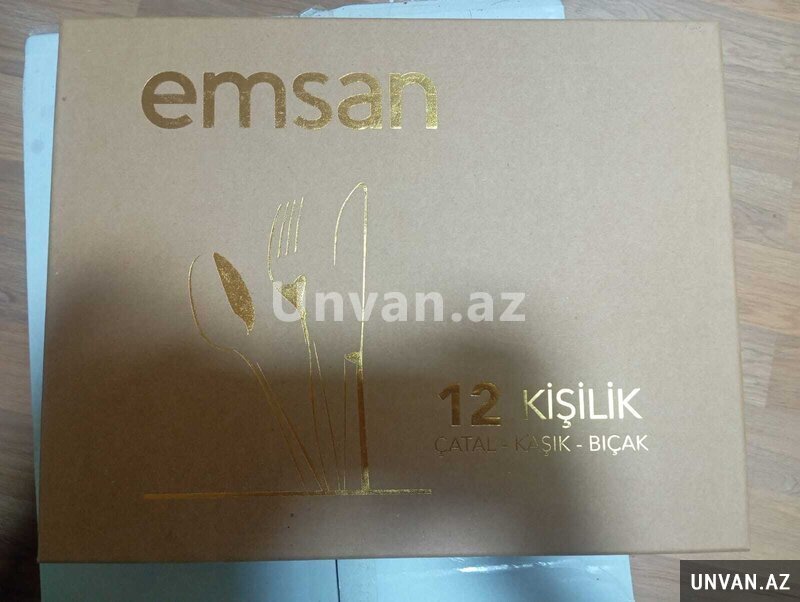 emsan
Unvan.az
12 KİŞİLİK
ÇATAL - KAŞIK - BIÇAK
UNVAN.AZ